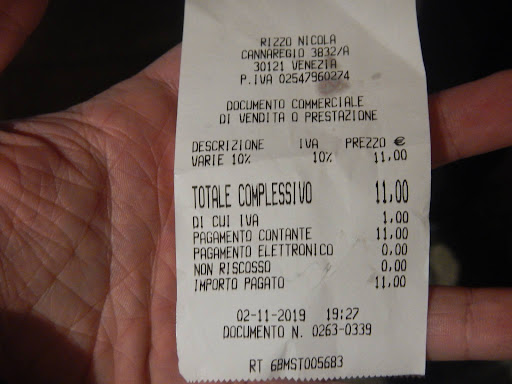 RIZZO NICOLA
CANNAREGIO 3832/A
30121 VENEZIA
P.IVA 02547960274
DOCUMENTO COMMERCIALE
DI VENDITA O PRESTAZIONE
DESCRIZIONE IVA PREZZO €
VARIE 10% 10% 11,00
TOTALE COMPLESSIVO 11,00
DI CUI IVA 1,00
PAGAMENTO CONTANTE 11,00
PAGAMENTO ELETTRONICO 0,00
NON RISCOSSO 0,00
IMPORTO PAGATO 11,00
02-11-2019 19:27
DOCUMENTO N. 0263-0339
RT 6BMST005683